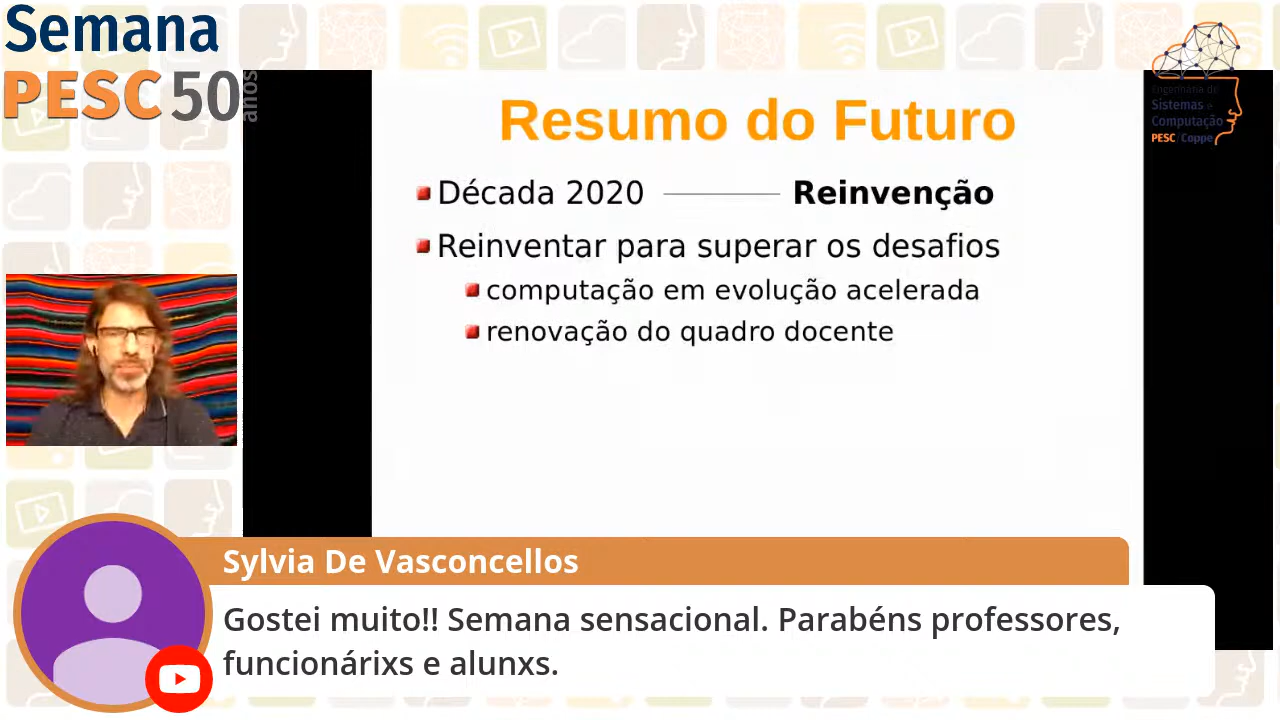 Semana
PESC 50
anos
Engenharia de
Sistemas e
Computação
PESC/Coppe
Resumo do Futuro
Década 2020 Reinvenção
Reinventar para superar os desafios
computação em evolução acelerada
renovação do quadro docente
Sylvia De Vasconcellos
Gostei muito!! Semana sensacional. Parabéns professores,
funcionárixs e alunxs.